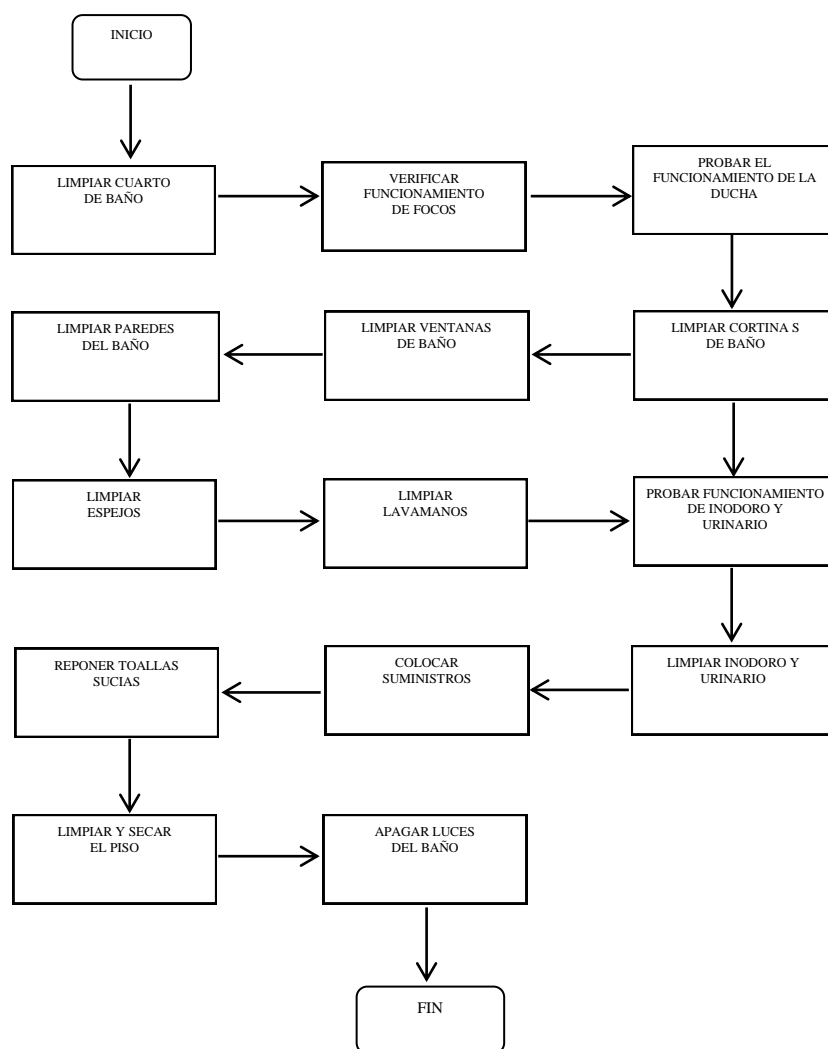 INICIO
LIMPIAR CUARTO
DE BAÑO
VERIFICAR
FUNCIONAMIENTO
DE FOCOS
PROBAR EL
FUNCIONAMIENTO DE LA
DUCHA
LIMPIAR CORTINA S
DE BAÑO
LIMPIAR VENTANAS
DE BAÑO
LIMPIAR PAREDES
DEL BAÑO
LIMPIAR
ESPEJOS
LIMPIAR
LAVAMANOS
PROBAR FUNCIONAMIENTO
DE INODORO Y
URINARIO
LIMPIAR INODORO Y
URINARIO
COLOCAR
SUMINISTROS
REPONER TOALLAS
SUCIAS
LIMPIAR Y SECAR
EL PISO
APAGAR LUCES
DEL BAÑO
FIN